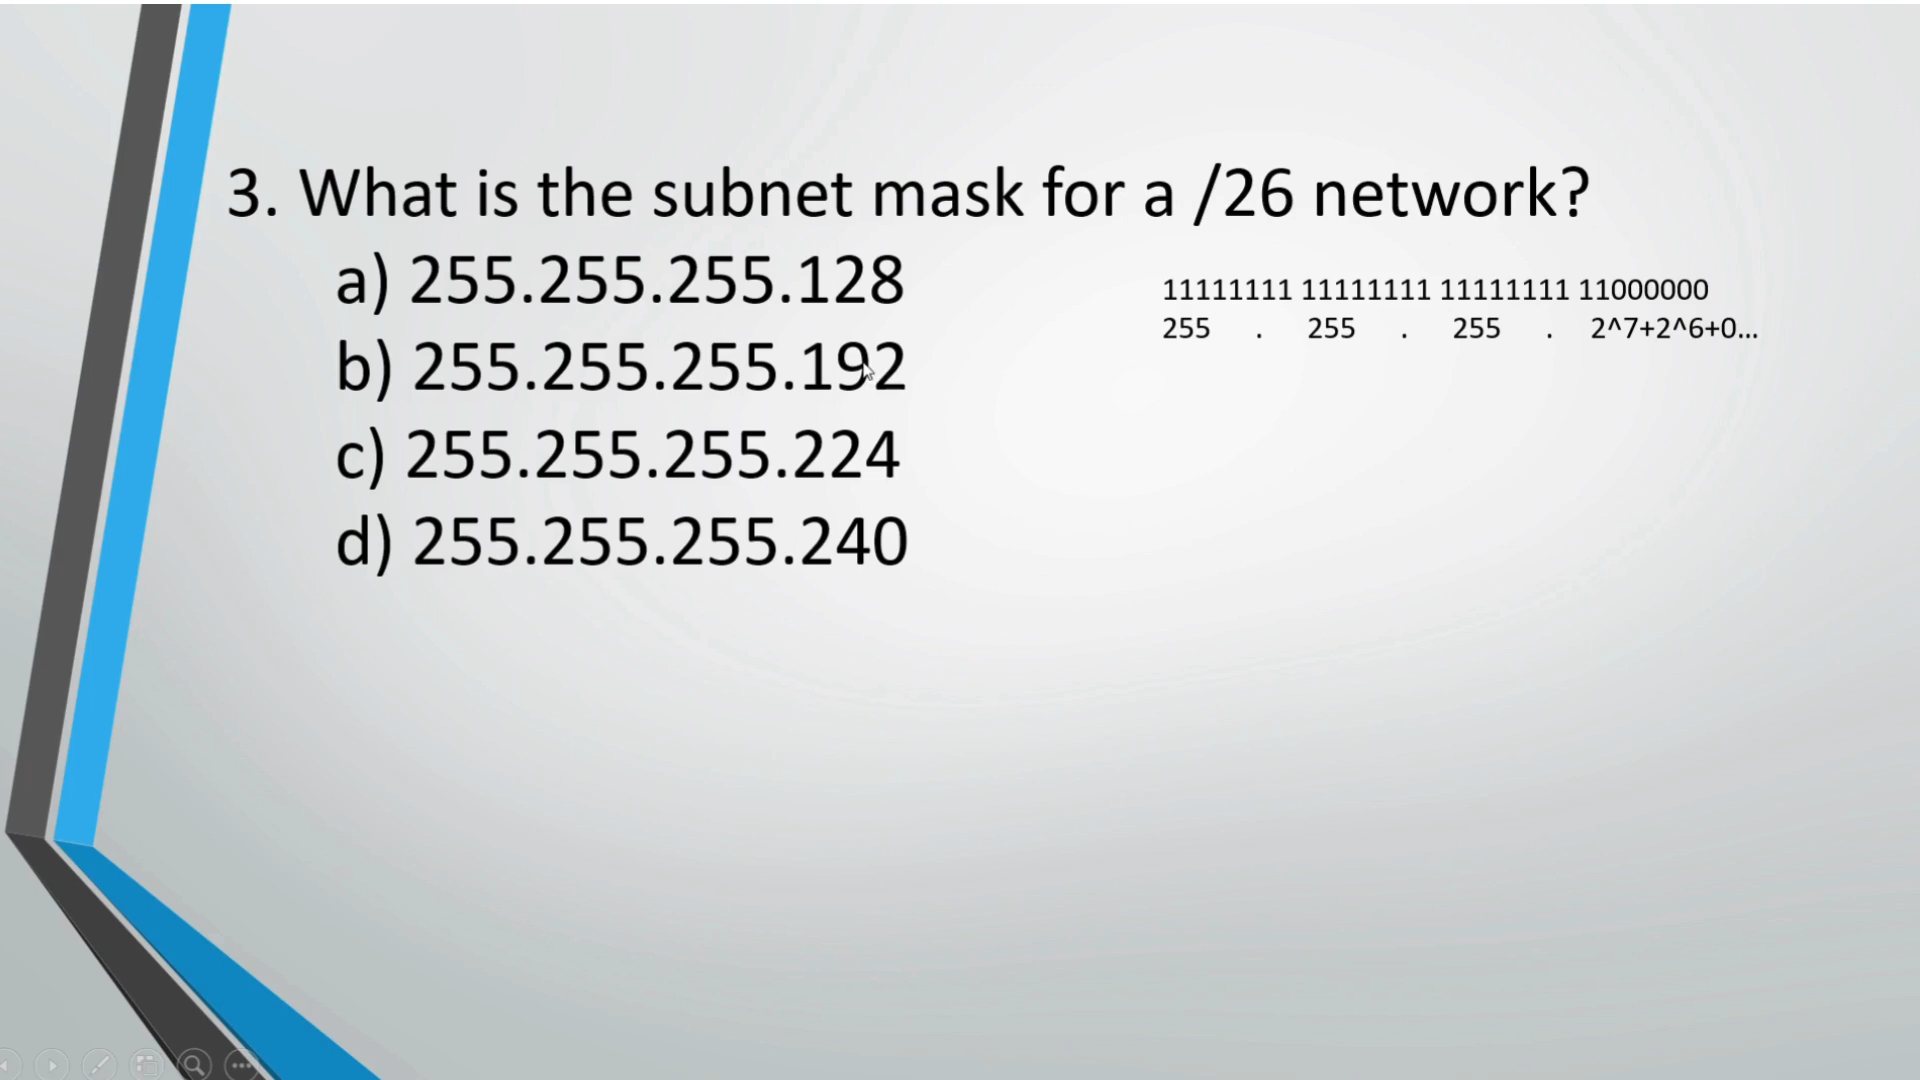 3. What is the subnet mask for a /26 network?
a) 255.255.255.128
b) 255.255.255.192
c) 255.255.255.224
d) 255.255.255.240
11111111 11111111 11111111 11000000
255 . 255 . 255 . 2^7+2^6+0...